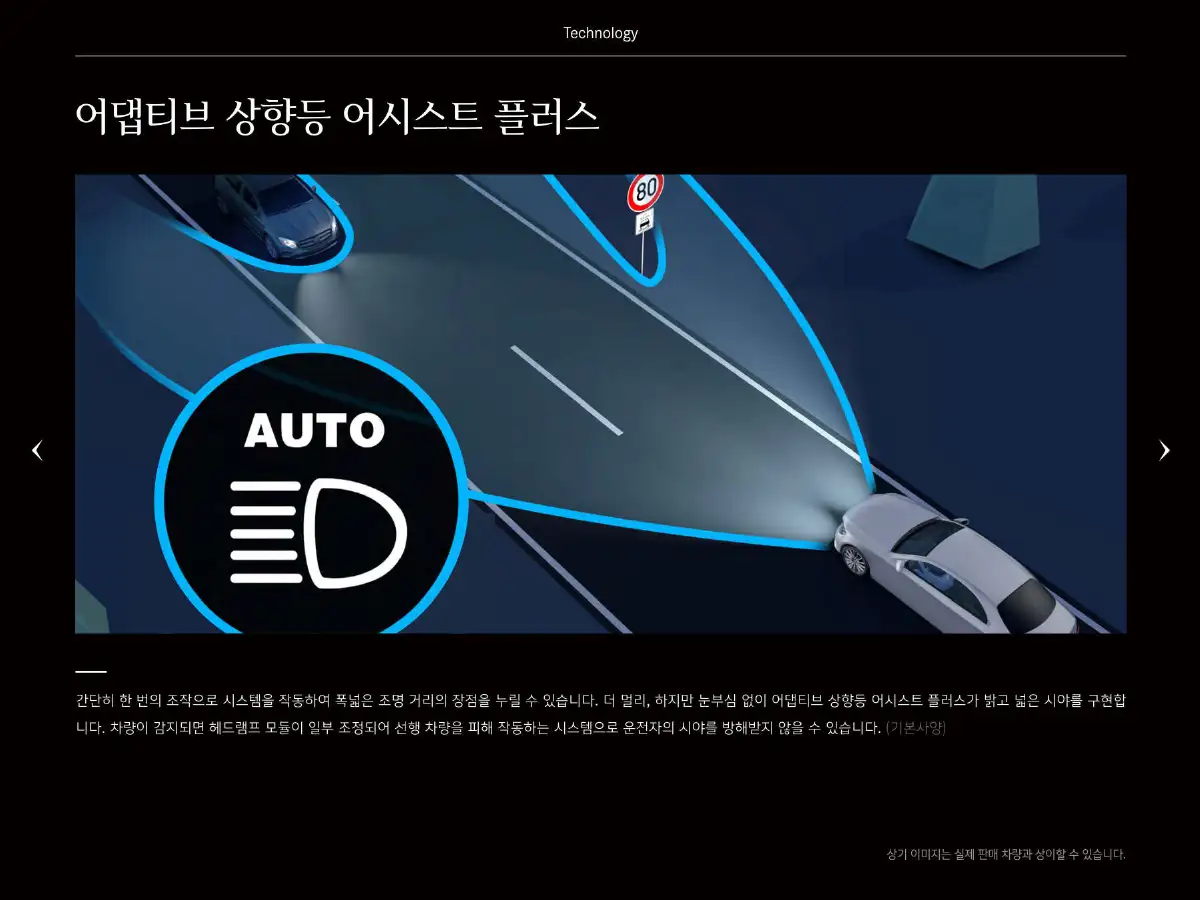 Technology
어댑티브 상향등 어시스트 플러스
80
AUTO
간단히 한 번의 조작으로 시스템을 작동하여 폭넓은 조명 거리의 장점을 누릴 수 있습니다. 더 멀리, 하지만 눈부심 없이 어댑티브 상향등 어시스트 플러스가 밝고 넓은 시야를 구현합
니다. 차량이 감지되면 헤드램프 모듈이 일부 조정되어 선행 차량을 피해 작동하는 시스템으로 운전자의 시야를 방해받지 않을 수 있습니다. (기본사양)
상기 이미지는 실제 판매 차량과 상이할 수 있습니다.